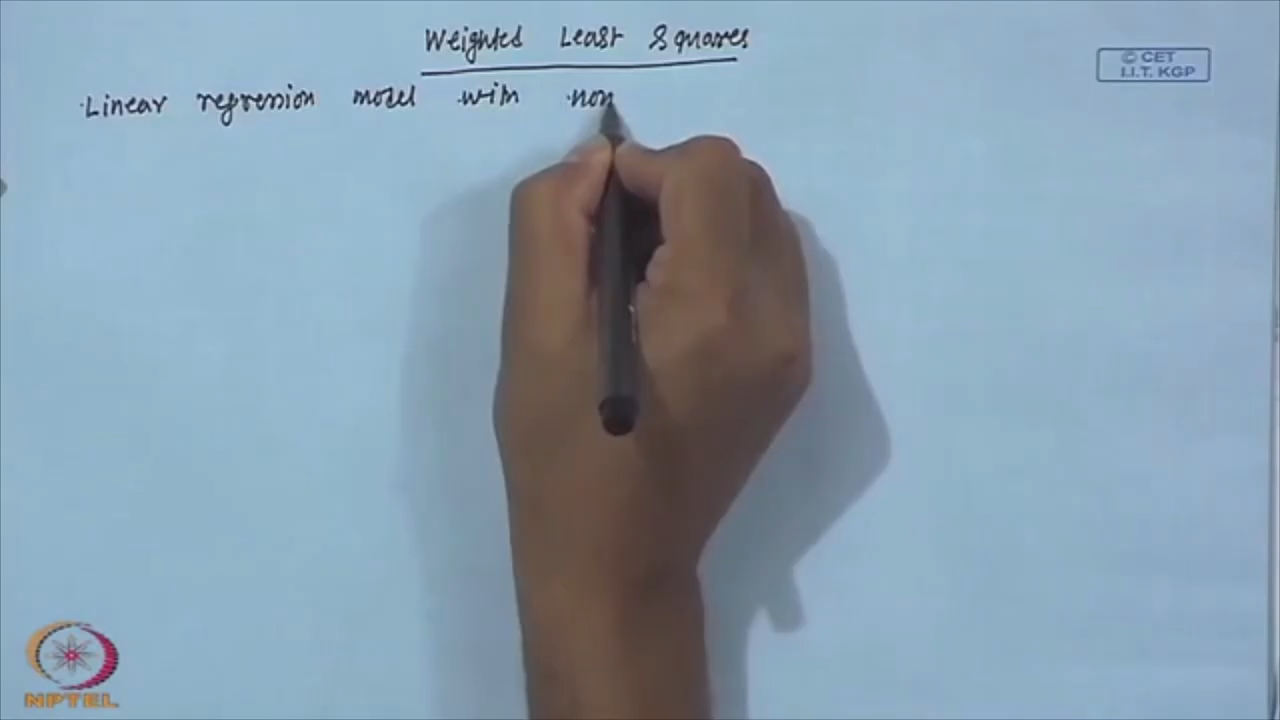 Weighted Least Squares
© CET
I.I.T. KGP
Linear regression model with non
NPTEL